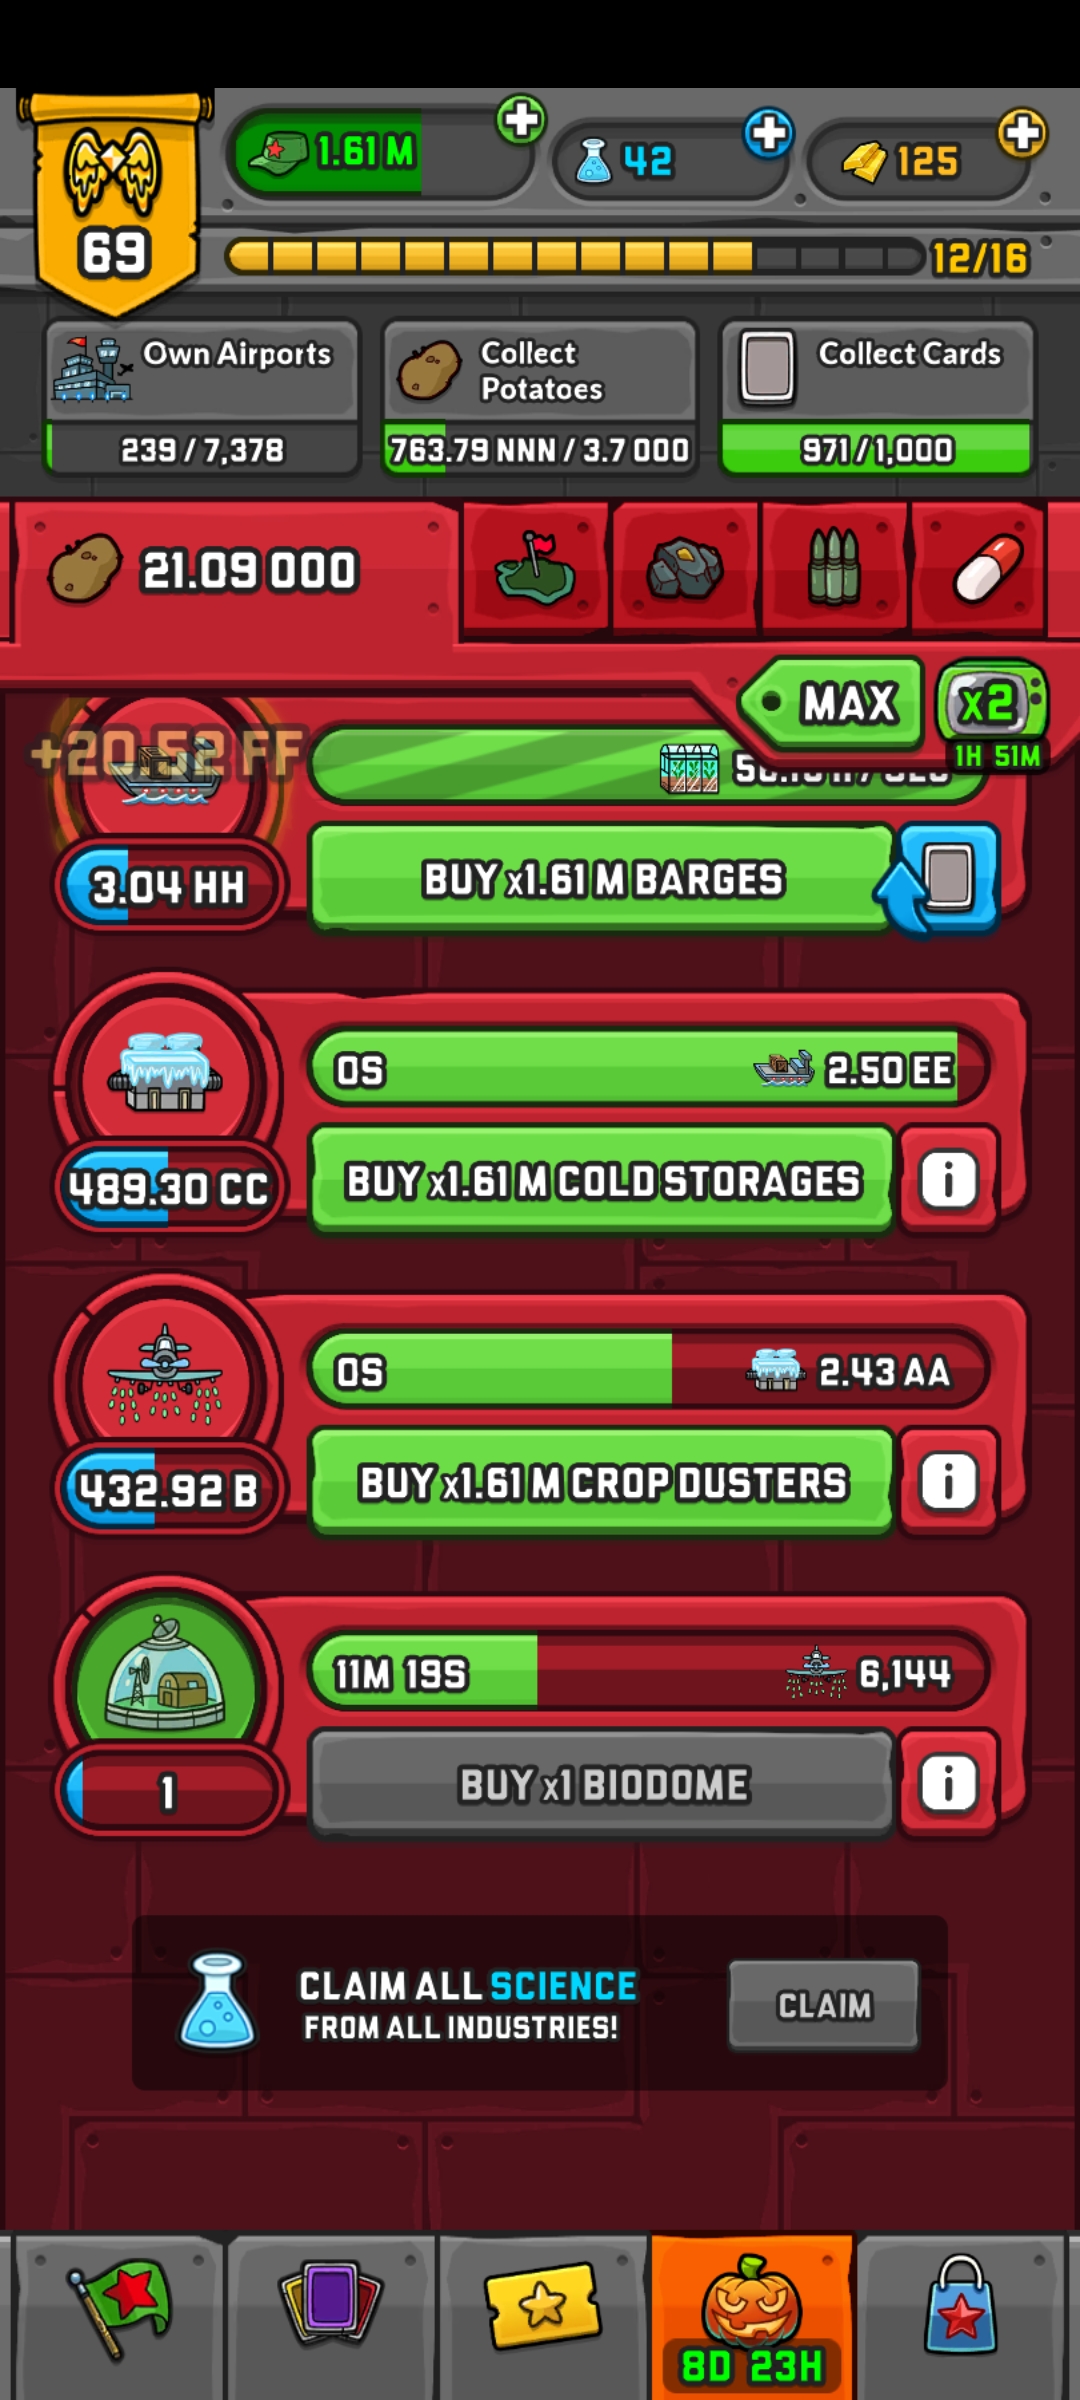 69
1.61 M
42
125
12/16
Own Airports
239 / 7,378
Collect
Potatoes
763.79 NNN / 3.7 OOO
Collect Cards
971 / 1,000
21.09 OOO
MAX
x2
1H 51M
+20.52 FF
3.04 HH
BUY x1.61 M BARGES
0S
2.50 EE
489.30 CC
BUY x1.61 M COLD STORAGES
0S
2.43 AA
432.92 B
BUY x1.61 M CROP DUSTERS
11M 19S
6,144
1
BUY x1 BIODOME
CLAIM ALL SCIENCE
FROM ALL INDUSTRIES!
CLAIM
8D 23H